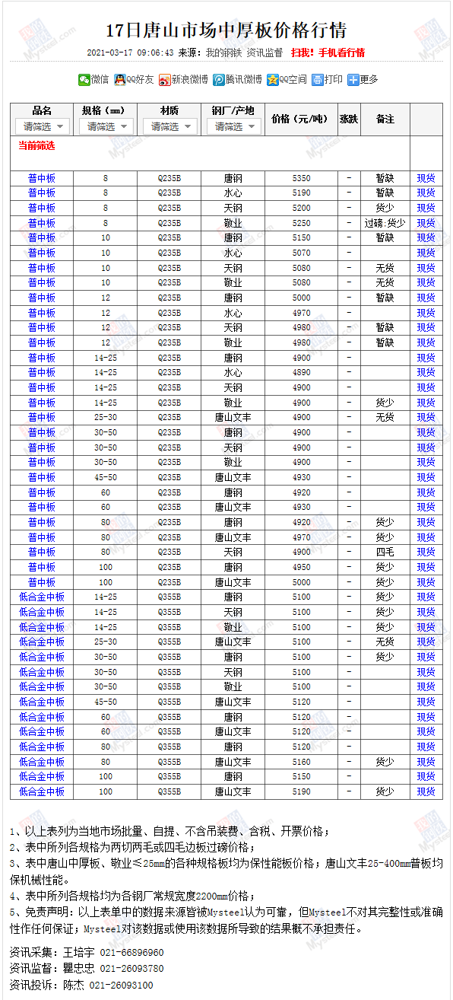 17日唐山市场中厚板价格行情
2021-03-17 09:06:43 来源：我的钢铁 资讯监督 扫我！手机看行情
微信 QQ好友 新浪微博 腾讯微博 QQ空间 打印 更多
品名 规格（mm） 材质 钢厂/产地 价格（元/吨） 涨跌 备注
请筛选 请筛选 请筛选 请筛选
当前筛选
普中板 8 Q235B 唐钢 5350 - 暂缺 现货
普中板 8 Q235B 水心 5190 - 暂缺 现货
普中板 8 Q235B 天钢 5200 - 货少 现货
普中板 8 Q235B 敬业 5250 - 过磅;货少 现货
普中板 10 Q235B 唐钢 5150 - 暂缺 现货
普中板 10 Q235B 水心 5070 - 现货
普中板 10 Q235B 天钢 5080 - 无货 现货
普中板 10 Q235B 敬业 5080 - 无货 现货
普中板 12 Q235B 唐钢 5000 - 暂缺 现货
普中板 12 Q235B 水心 4970 - 现货
普中板 12 Q235B 天钢 4980 - 暂缺 现货
普中板 12 Q235B 敬业 4980 - 暂缺 现货
普中板 14-25 Q235B 唐钢 4900 - 现货
普中板 14-25 Q235B 水心 4890 - 现货
普中板 14-25 Q235B 天钢 4900 - 现货
普中板 14-25 Q235B 敬业 4900 - 货少 现货
普中板 25-30 Q235B 唐山文丰 4900 - 无货 现货
普中板 30-50 Q235B 唐钢 4900 - 现货
普中板 30-50 Q235B 天钢 4900 - 现货
普中板 30-50 Q235B 敬业 4900 - 现货
普中板 45-50 Q235B 唐山文丰 4930 - 现货
普中板 60 Q235B 唐钢 4920 - 现货
普中板 60 Q235B 唐山文丰 4930 - 现货
普中板 80 Q235B 唐钢 4920 - 货少 现货
普中板 80 Q235B 唐山文丰 4970 - 货少 现货
普中板 80 Q235B 天钢 4900 - 四毛 现货
普中板 100 Q235B 唐钢 4950 - 货少 现货
普中板 100 Q235B 唐山文丰 5000 - 货少 现货
低合金中板 14-25 Q355B 唐钢 5100 - 货少 现货
低合金中板 14-25 Q355B 天钢 5100 - 货少 现货
低合金中板 14-25 Q355B 敬业 5100 - 货少 现货
低合金中板 25-30 Q355B 唐山文丰 5100 - 无货 现货
低合金中板 30-50 Q355B 唐钢 5100 - 货少 现货
低合金中板 30-50 Q355B 天钢 5100 - 现货
低合金中板 30-50 Q355B 敬业 5100 - 现货
低合金中板 45-50 Q355B 唐山文丰 5120 - 现货
低合金中板 60 Q355B 唐钢 5120 - 现货
低合金中板 60 Q355B 唐山文丰 5120 - 现货
低合金中板 80 Q355B 唐钢 5120 - 现货
低合金中板 80 Q355B 唐山文丰 5160 - 货少 现货
低合金中板 100 Q355B 唐钢 5150 - 现货
低合金中板 100 Q355B 唐山文丰 5190 - 货少 现货
1、以上表列为当地市场批量、自提、不含吊装费、含税、开票价格；
2、表中所列各规格为两切两毛或四毛边板过磅价格；
3、表中唐山中厚板、敬业≤25mm的各种规格板均为保性能板价格；唐山文丰25-400mm普板均
保机械性能。
4、表中所列各规格均为各钢厂常规宽度2200mm价格；
5、免责声明：以上表单中的数据来源皆被Mysteel认为可靠，但Mysteel不对其完整性或准确
性作任何保证；Mysteel对该数据或使用该数据所导致的结果概不承担责任。
资讯采集：王培宇 021-66896960
资讯监督：瞿忠忠 021-26093780
资讯投诉：陈杰 021-26093100